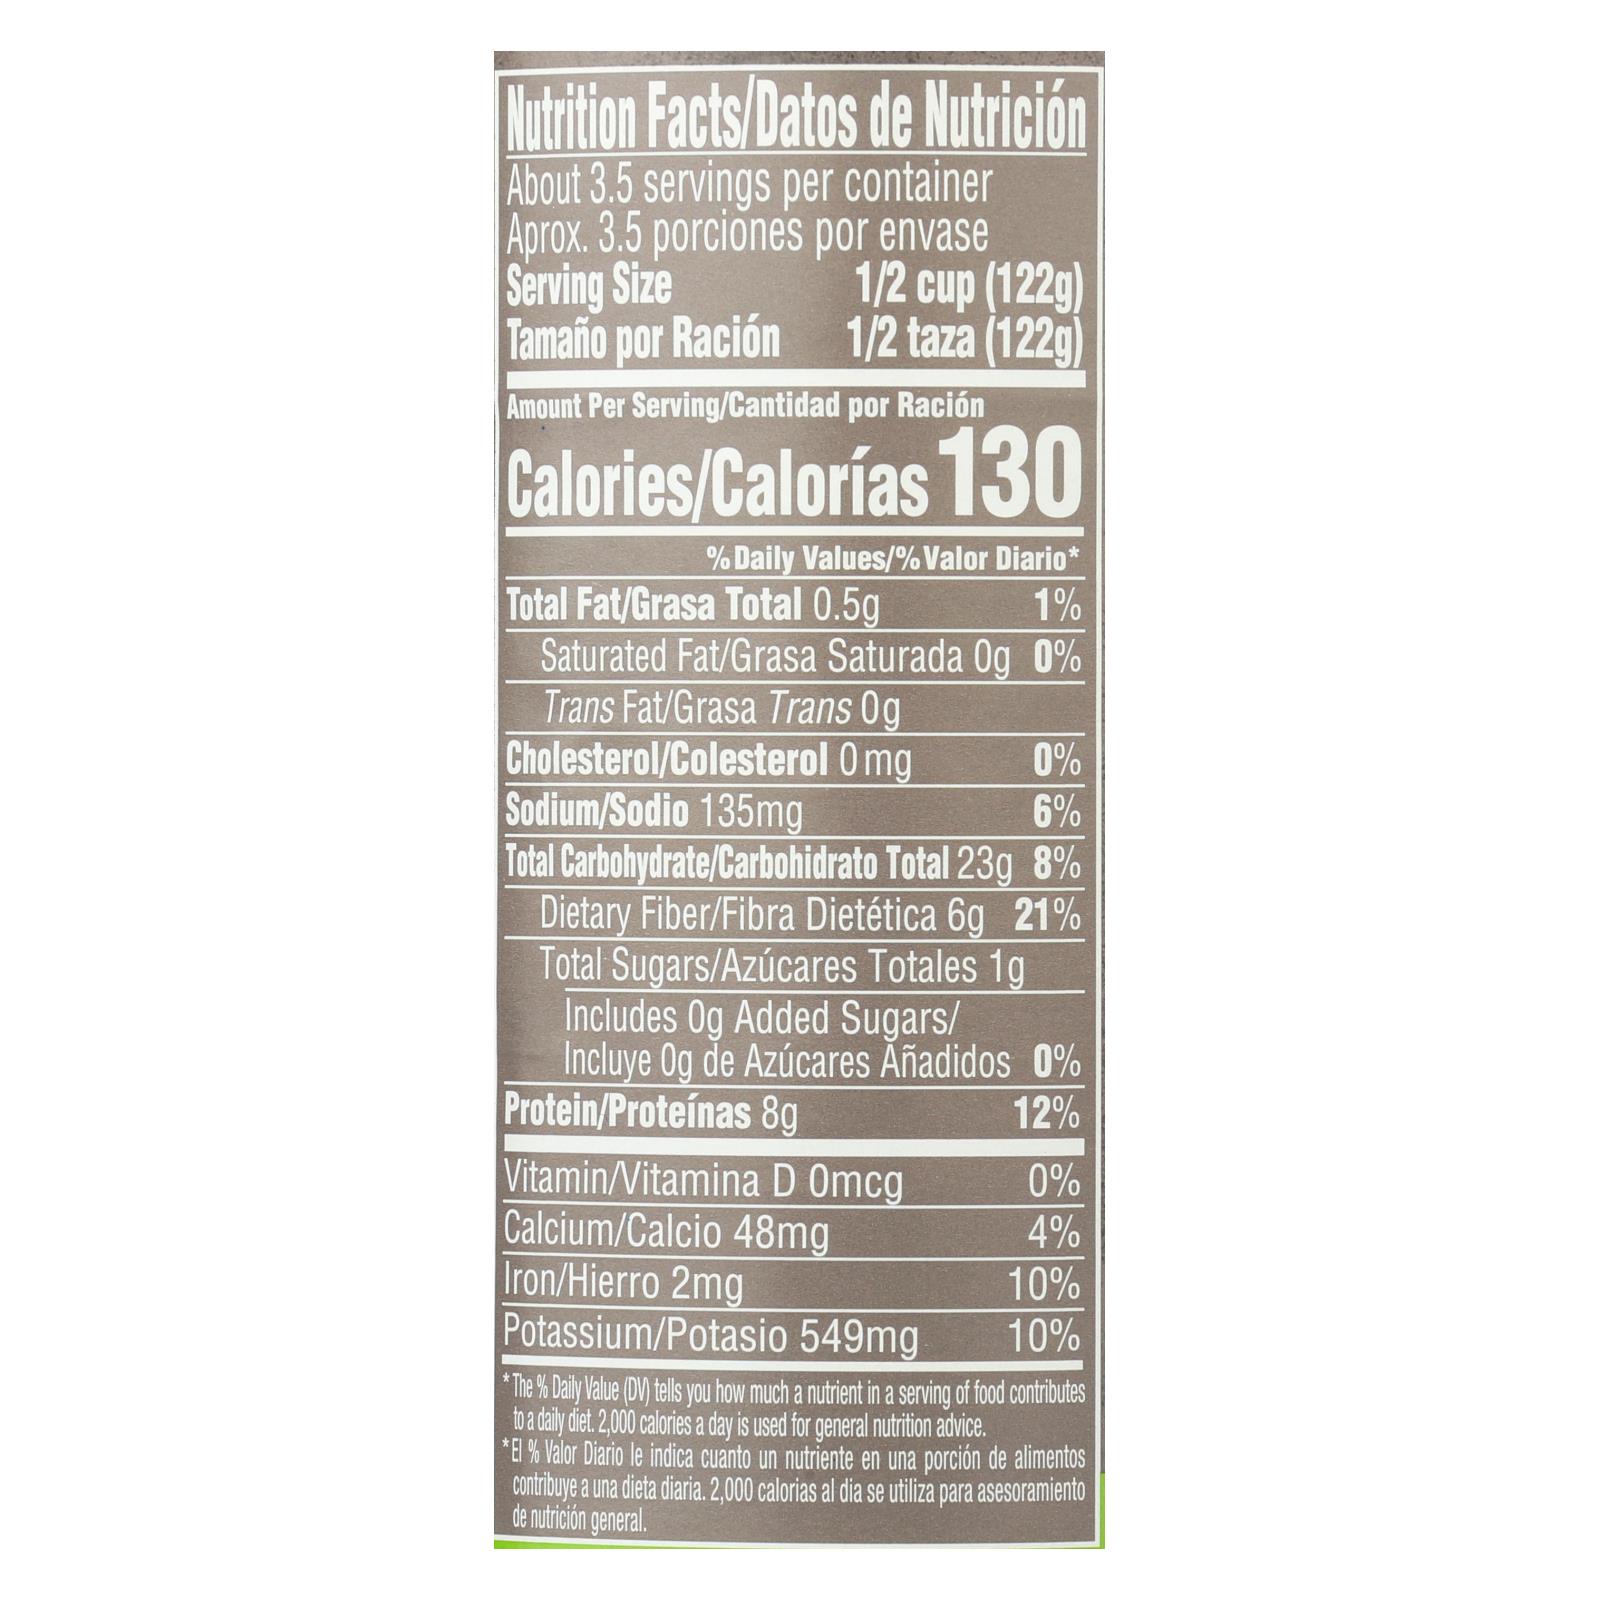 Nutrition Facts/Datos de Nutrición
About 3.5 servings per container
Aprox. 3.5 porciones por envase
Serving Size 1/2 cup (122g)
Tamaño por Ración 1/2 taza (122g)
Amount Per Serving/Cantidad por Ración
Calories/Calorías 130
% Daily Values/% Valor Diario*
Total Fat/Grasa Total 0.5g 1%
Saturated Fat/Grasa Saturada 0g 0%
Trans Fat/Grasa Trans 0g
Cholesterol/Colesterol 0mg 0%
Sodium/Sodio 135mg 6%
Total Carbohydrate/Carbohidrato Total 23g 8%
Dietary Fiber/Fibra Dietética 6g 21%
Total Sugars/Azúcares Totales 1g
Includes 0g Added Sugars/
Incluye 0g de Azúcares Añadidos 0%
Protein/Proteínas 8g 12%
Vitamin/Vitamina D 0mcg 0%
Calcium/Calcio 48mg 4%
Iron/Hierro 2mg 10%
Potassium/Potasio 549mg 10%
* The % Daily Value (DV) tells you how much a nutrient in a serving of food contributes
to a daily diet. 2,000 calories a day is used for general nutrition advice.
* El % Valor Diario le indica cuanto un nutriente en una porción de alimentos
contribuye a una dieta diaria. 2,000 calorias al dia se utiliza para asesoramiento
de nutrición general.